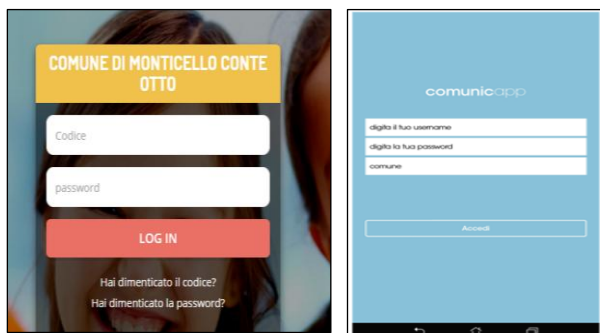 COMUNE DI MONTICELLO CONTE
OTTO
Codice
password
LOG IN
Hai dimenticato il codice?
Hai dimenticato la password?
comunicapp
digita il tuo username
digita la tua password
comune
Accedi